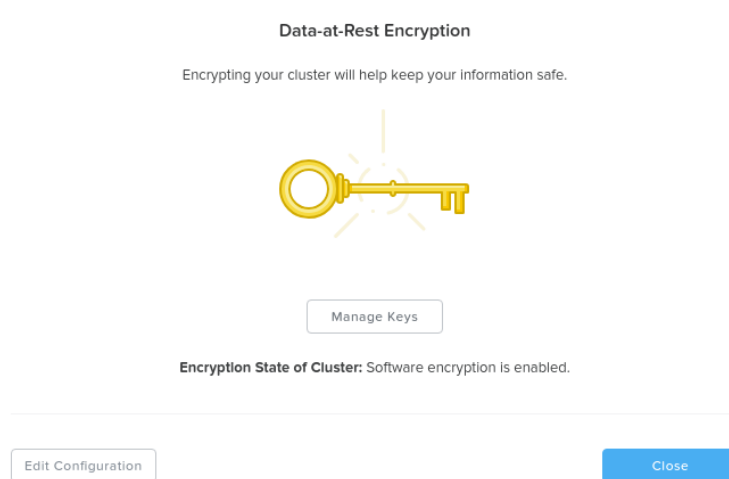 Data-at-Rest Encryption
Encrypting your cluster will help keep your information safe.
Manage Keys
Encryption State of Cluster: Software encryption is enabled.
Edit Configuration
Close